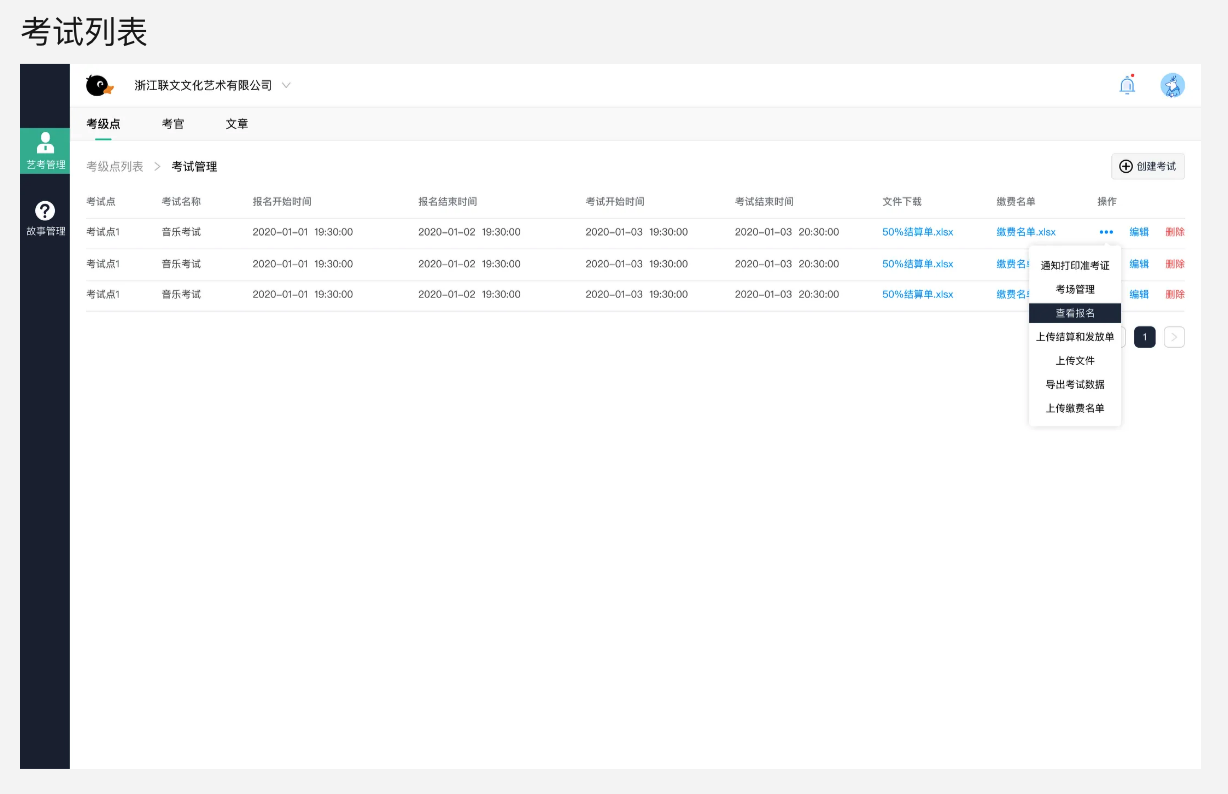 考试列表
浙江联文文化艺术有限公司
考级点 考官 文章
艺考管理
故事管理
考级点列表 > 考试管理
创建考试
考试点 考试名称 报名开始时间 报名结束时间 考试开始时间 考试结束时间 文件下载 缴费名单 操作
考试点1 音乐考试 2020-01-01 19:30:00 2020-01-02 19:30:00 2020-01-03 19:30:00 2020-01-03 20:30:00 50%结算单.xlsx 缴费名单.xlsx ••• 编辑 删除
考试点1 音乐考试 2020-01-01 19:30:00 2020-01-02 19:30:00 2020-01-03 19:30:00 2020-01-03 20:30:00 50%结算单.xlsx 缴费名 编辑 删除
考试点1 音乐考试 2020-01-01 19:30:00 2020-01-02 19:30:00 2020-01-03 19:30:00 2020-01-03 20:30:00 50%结算单.xlsx 缴费名 编辑 删除
通知打印准考证
考场管理
查看报名
上传结算和发放单
上传文件
导出考试数据
上传缴费名单
1